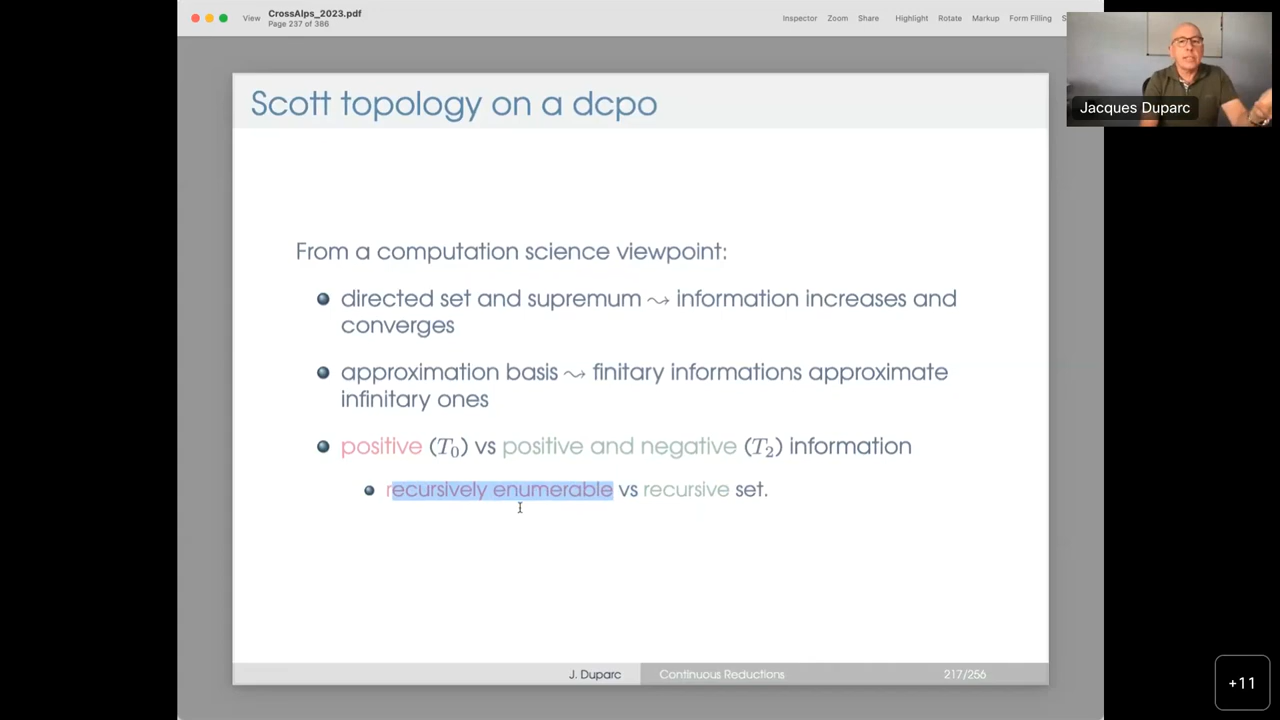 View CrossAlps_2023.pdf
Page 237 of 386
Inspector Zoom Share Highlight Rotate Markup Form Filling S
Jacques Duparc
Scott topology on a dcpo
From a computation science viewpoint:
directed set and supremum ⤳ information increases and
converges
approximation basis ⤳ finitary informations approximate
infinitary ones
positive (T₀) vs positive and negative (T₂) information
recursively enumerable vs recursive set.
J. Duparc Continuous Reductions 217/256
+11